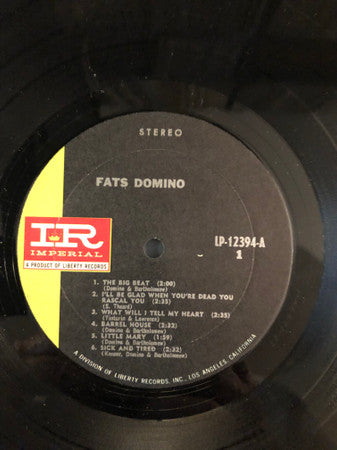 STEREO
FATS DOMINO
IR
IMPERIAL
A PRODUCT OF LIBERTY RECORDS
LP-12394-A
1
1. THE BIG BEAT (2:00)
(Domino & Bartholomew)
2. I'LL BE GLAD WHEN YOU'RE DEAD YOU
RASCAL YOU (2:35)
(S. Theard)
3. WHAT WILL I TELL MY HEART (2:35)
(Tinturin & Lawrence)
4. BARREL HOUSE (2:32)
(Domino & Bartholomew)
5. LITTLE MARY (1:59)
(Domino & Bartholomew)
6. SICK AND TIRED (2:32)
(Kenner, Domino & Bartholomew)
A DIVISION OF LIBERTY RECORDS, INC., LOS ANGELES, CALIFORNIA